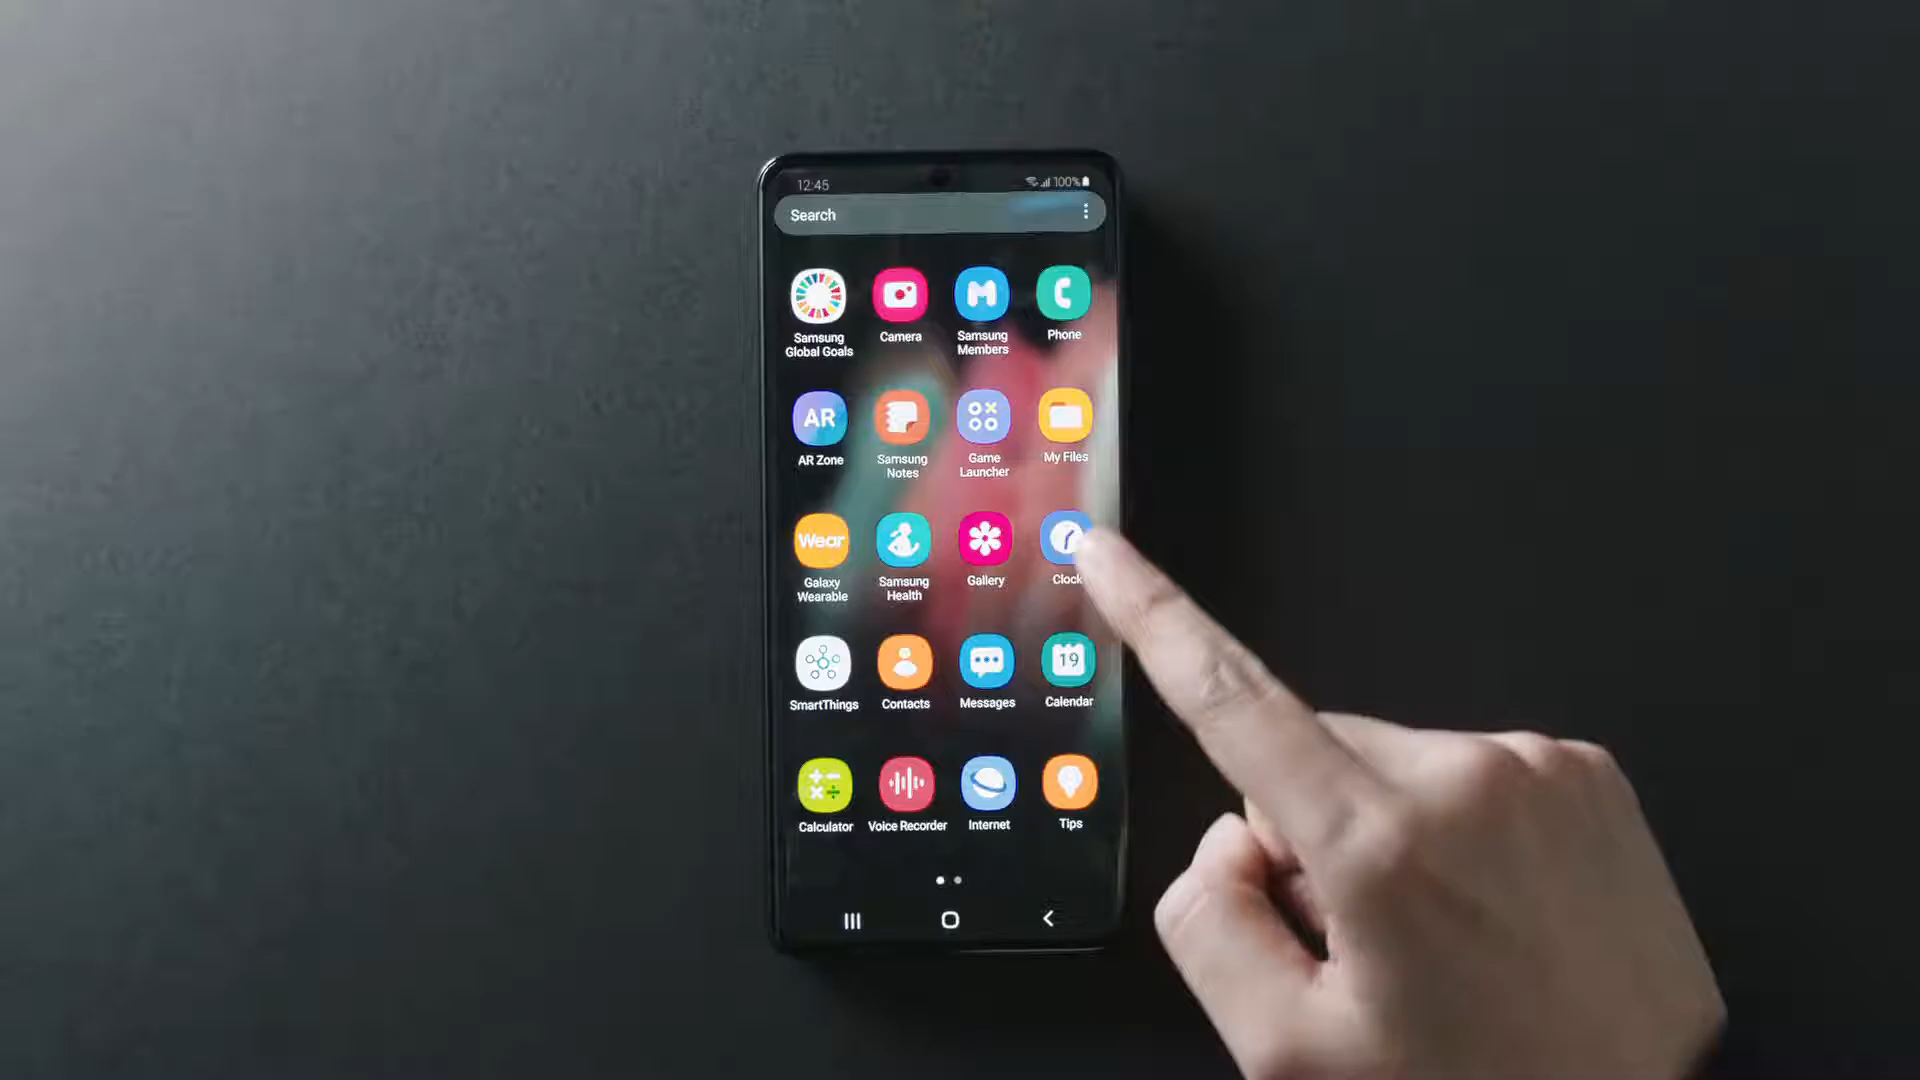 12:45
100%
Search
Samsung
Global Goals
Camera
Samsung
Members
Phone
AR
AR Zone
Samsung
Notes
Game
Launcher
My Files
Wear
Galaxy
Wearable
Samsung
Health
Gallery
Clock
SmartThings
Contacts
Messages
19
Calendar
Calculator
Voice Recorder
Internet
Tips